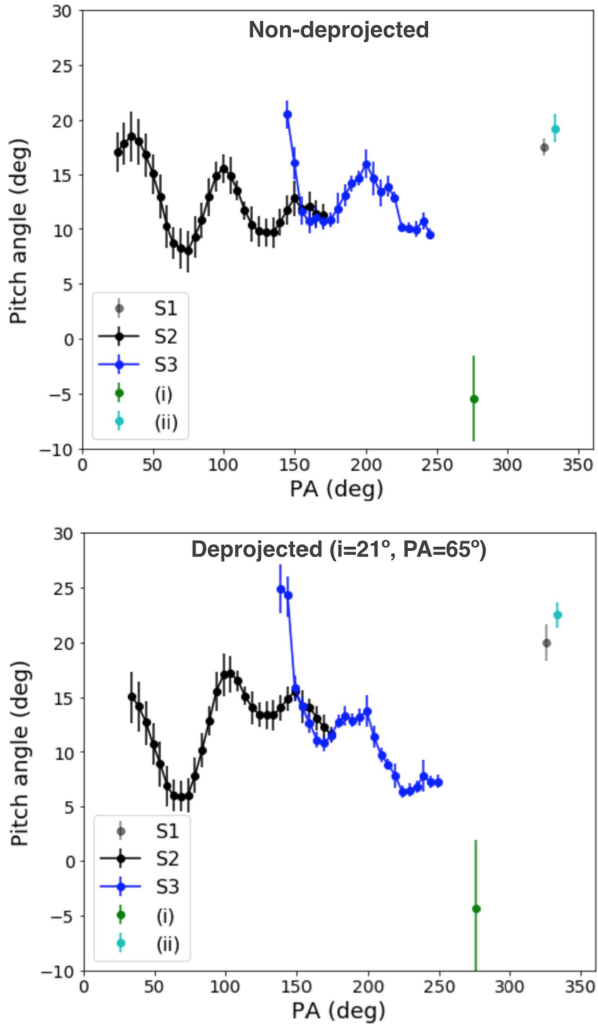 Non-deprojected
30
25
20
15
10
5
0
−5
−10
Pitch angle (deg)
S1
S2
S3
(i)
(ii)
0 50 100 150 200 250 300 350
PA (deg)
Deprojected (i=21º, PA=65º)
30
25
20
15
10
5
0
−5
−10
Pitch angle (deg)
S1
S2
S3
(i)
(ii)
0 50 100 150 200 250 300 350
PA (deg)